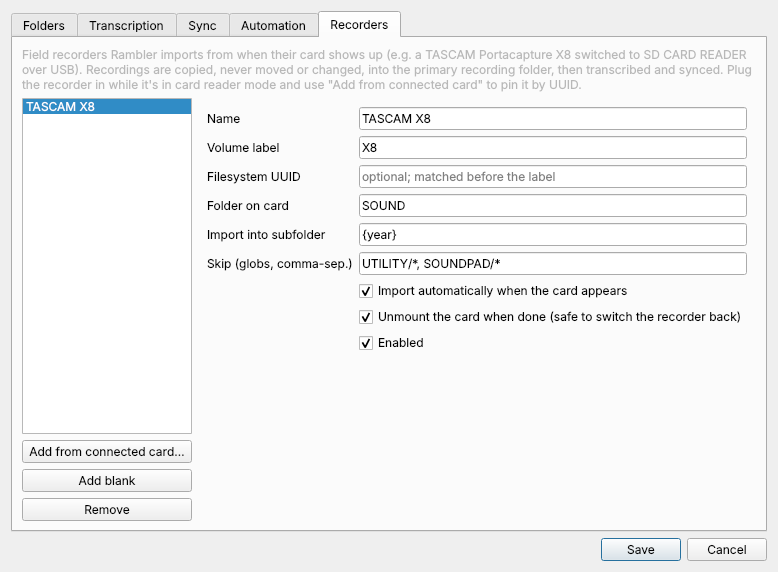 Folders
Transcription
Sync
Automation
Recorders
Field recorders Rambler imports from when their card shows up (e.g. a TASCAM Portacapture X8 switched to SD CARD READER
over USB). Recordings are copied, never moved or changed, into the primary recording folder, then transcribed and synced. Plug
the recorder in while it's in card reader mode and use "Add from connected card" to pin it by UUID.
TASCAM X8
Name
TASCAM X8
Volume label
X8
Filesystem UUID
optional; matched before the label
Folder on card
SOUND
Import into subfolder
{year}
Skip (globs, comma-sep.)
UTILITY/*, SOUNDPAD/*
Import automatically when the card appears
Unmount the card when done (safe to switch the recorder back)
Enabled
Add from connected card...
Add blank
Remove
Save
Cancel